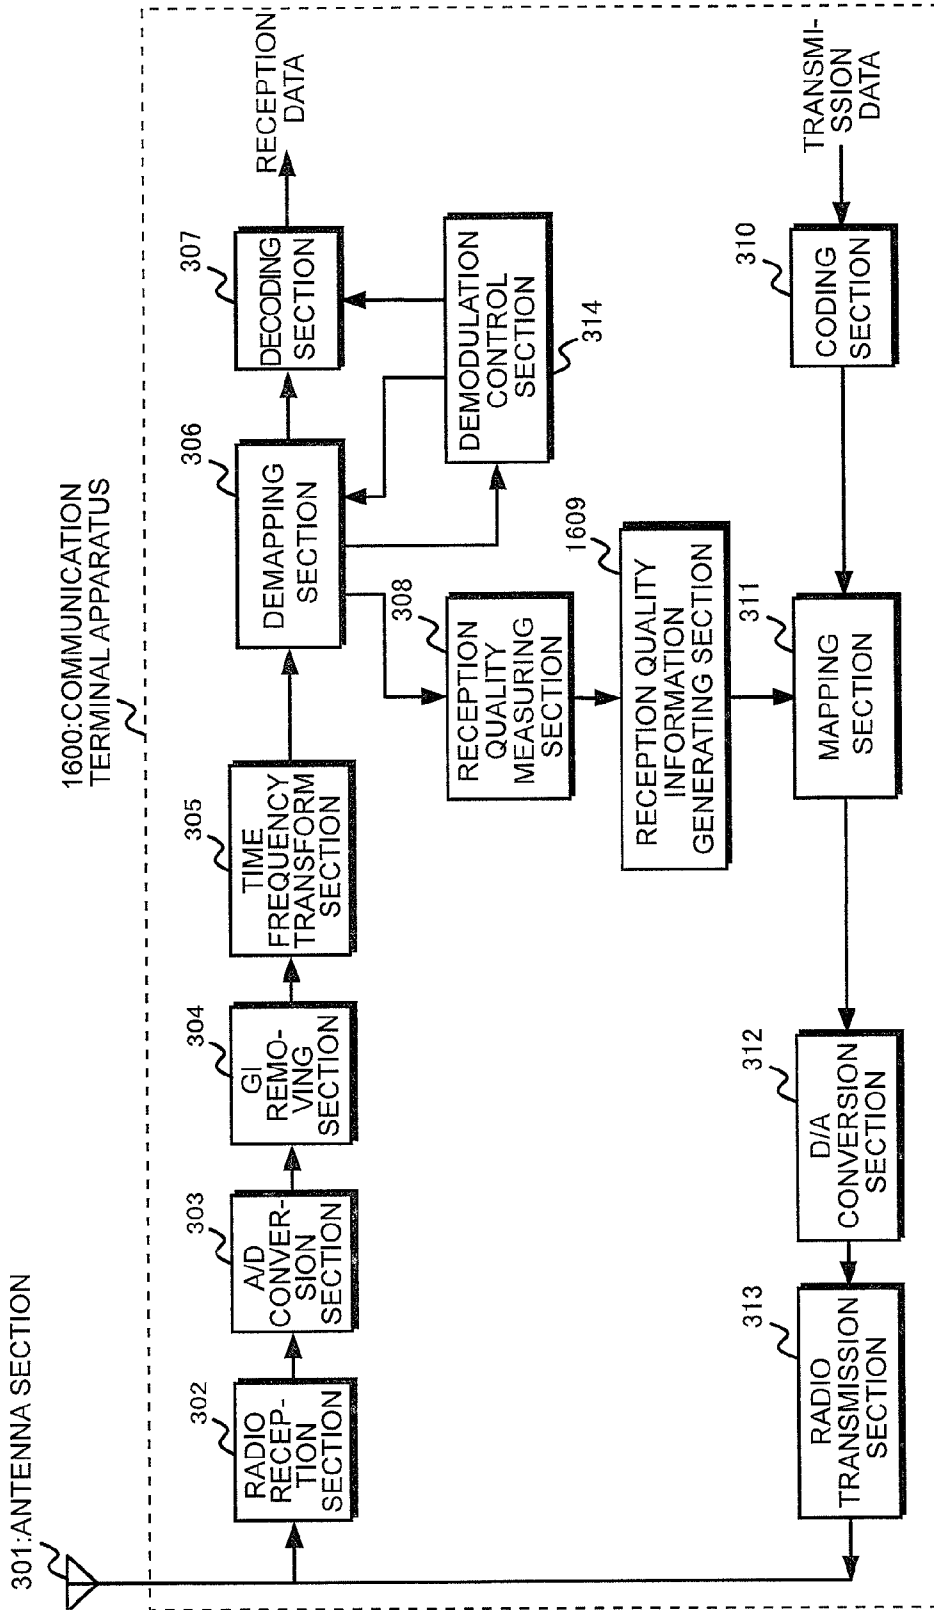 1600:COMMUNICATION
TERMINAL APPARATUS
301:ANTENNA SECTION
302
RADIO
RECEP-
TION
SECTION
303
A/D
CONVER-
SION
SECTION
304
GI
REMO-
VING
SECTION
305
TIME
FREQUENCY
TRANSFORM
SECTION
306
DEMAPPING
SECTION
307
DECODING
SECTION
RECEPTION
DATA
308
RECEPTION
QUALITY
MEASURING
SECTION
DEMODULATION
CONTROL
SECTION
314
1609
RECEPTION QUALITY
INFORMATION
GENERATING SECTION
313
RADIO
TRANSMISSION
SECTION
312
D/A
CONVERSION
SECTION
311
MAPPING
SECTION
310
CODING
SECTION
TRANSMI-
SSION
DATA